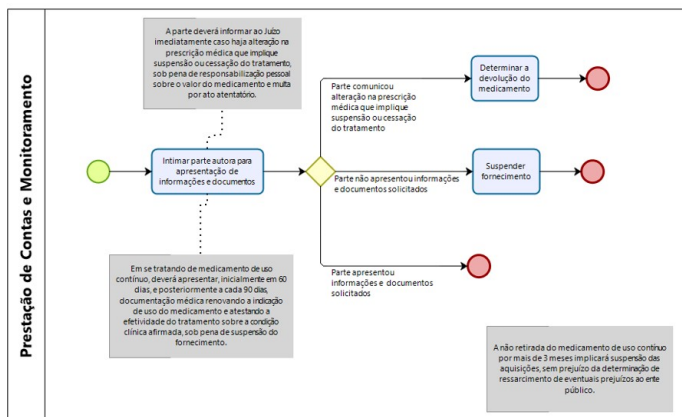 Prestação de Contas e Monitoramento
A parte deverá informar ao Juízo
imediatamente caso haja alteração na
prescrição médica que implique
suspensão ou cessação do tratamento,
sob pena de responsabilização pessoal
sobre o valor do medicamento e multa
por ato atentatório.
Intimar parte autora para
apresentação de
informações e documentos
Em se tratando de medicamento de uso
contínuo, deverá apresentar, inicialmente em 60
dias, e posteriormente a cada 90 dias,
documentação médica renovando a indicação
de uso do medicamento e atestando a
efetividade do tratamento sobre a condição
clínica afirmada, sob pena de suspensão do
fornecimento.
Parte comunicou
alteração na prescrição
médica que implique
suspensão ou cessação
do tratamento
Determinar a
devolução do
medicamento
Parte não apresentou informações
e documentos solicitados
Suspender
fornecimento
Parte apresentou
informações e documentos
solicitados
A não retirada do medicamento de uso contínuo
por mais de 3 meses implicará suspensão das
aquisições, sem prejuízo da determinação de
ressarcimento de eventuais prejuízos ao ente
público.